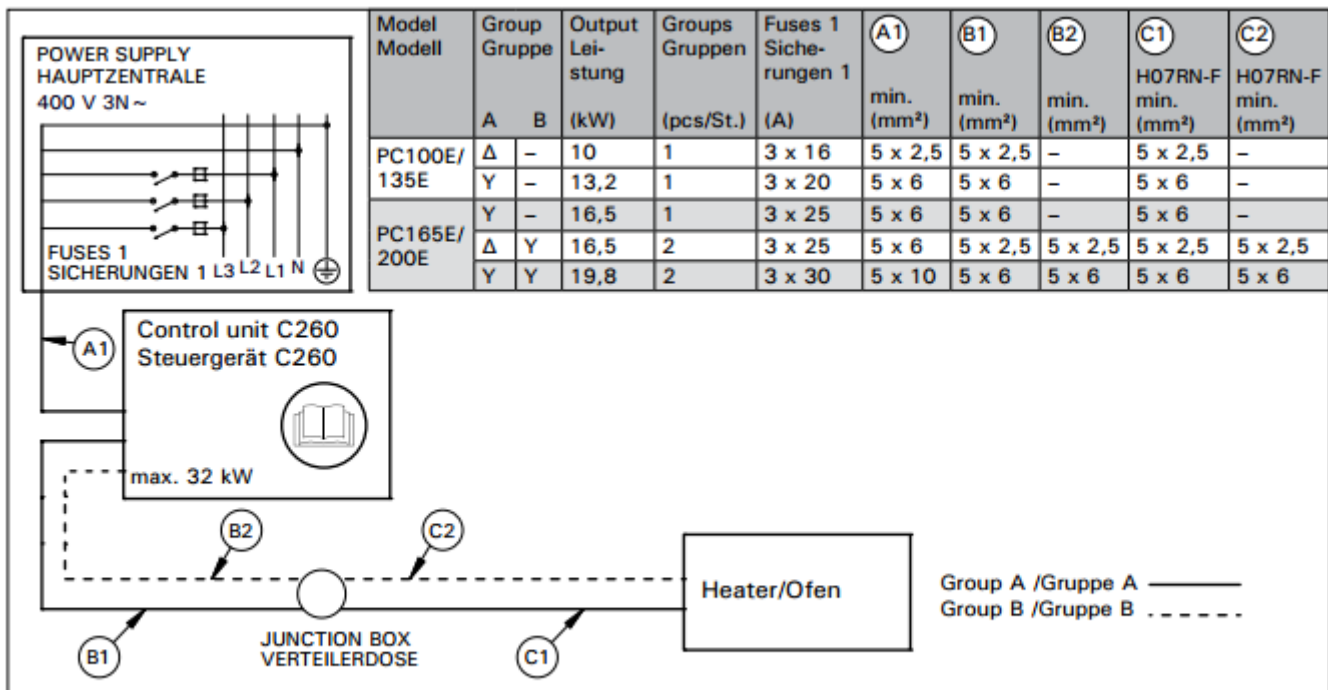 POWER SUPPLY
HAUPTZENTRALE
400 V 3N ~
FUSES 1
SICHERUNGEN 1 L3 L2 L1 N
Model Modell | Group Gruppe A B | Output Lei- stung (kW) | Groups Gruppen (pcs/St.) | Fuses 1 Siche- rungen 1 (A) | A1 min. (mm²) | B1 min. (mm²) | B2 min. (mm²) | C1 H07RN-F min. (mm²) | C2 H07RN-F min. (mm²)
PC100E/ 135E | Δ | – | 10 | 1 | 3 x 16 | 5 x 2,5 | 5 x 2,5 | – | 5 x 2,5 | –
Y | – | 13,2 | 1 | 3 x 20 | 5 x 6 | 5 x 6 | – | 5 x 6 | –
PC165E/ 200E | Y | – | 16,5 | 1 | 3 x 25 | 5 x 6 | 5 x 6 | – | 5 x 6 | –
Δ | Y | 16,5 | 2 | 3 x 25 | 5 x 6 | 5 x 2,5 | 5 x 2,5 | 5 x 2,5 | 5 x 2,5
Y | Y | 19,8 | 2 | 3 x 30 | 5 x 10 | 5 x 6 | 5 x 6 | 5 x 6 | 5 x 6
A1
Control unit C260
Steuergerät C260
max. 32 kW
B2
C2
B1
JUNCTION BOX
VERTEILERDOSE
C1
Heater/Ofen
Group A /Gruppe A
Group B /Gruppe B